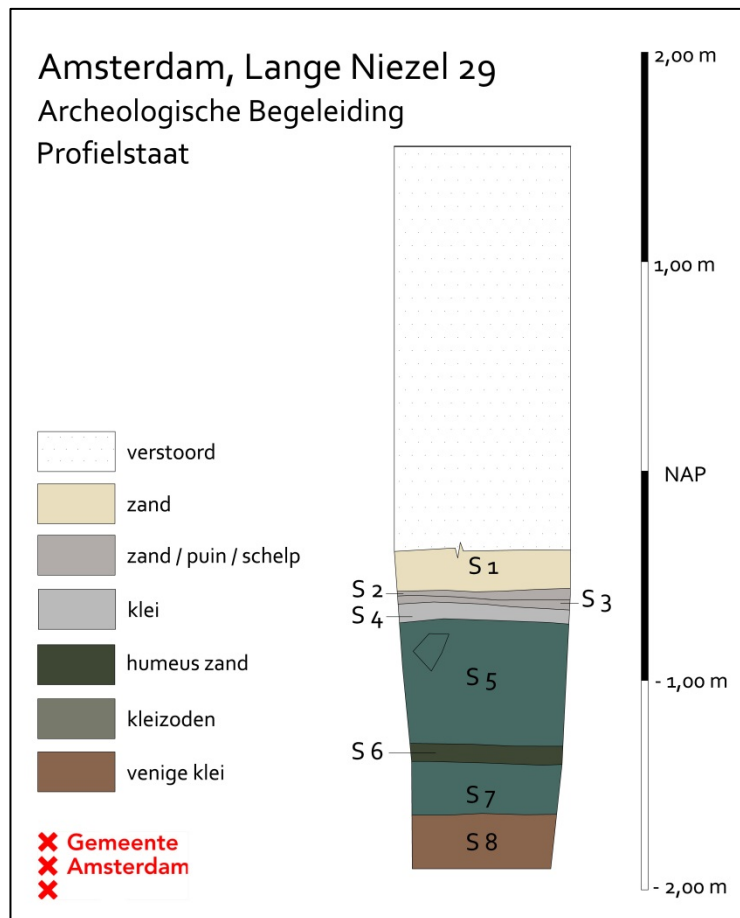 Amsterdam, Lange Niezel 29
Archeologische Begeleiding
Profielstaat
2,00 m
1,00 m
NAP
- 1,00 m
- 2,00 m
verstoord
zand
zand / puin / schelp
klei
humeus zand
kleizoden
venige klei
S 1
S 2
S 3
S 4
S 5
S 6
S 7
S 8
Gemeente
Amsterdam